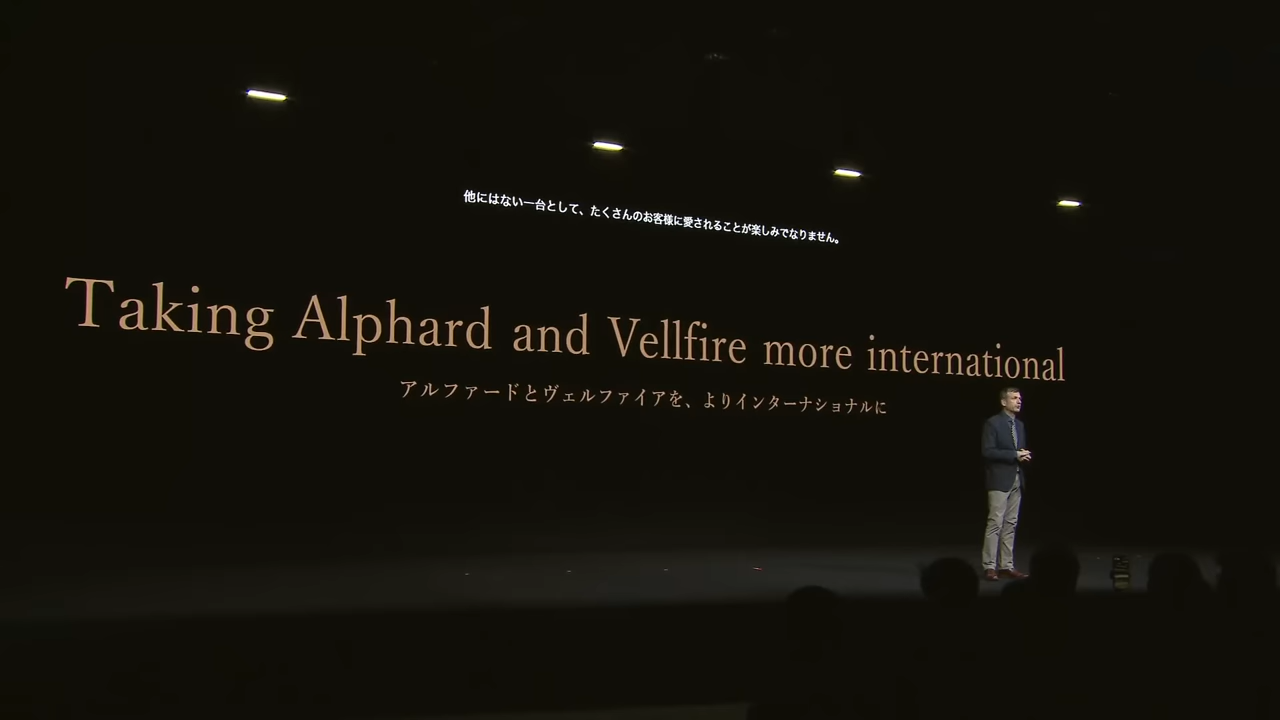 他にはない一台として、たくさんのお客様に愛されることが楽しみでなりません。
Taking Alphard and Vellfire more international
アルファードとヴェルファイアを、よりインターナショナルに